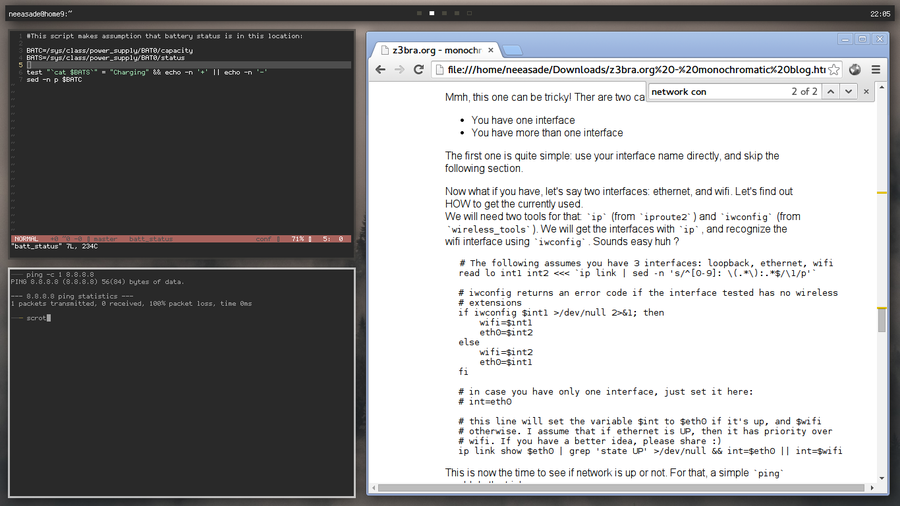 neeasade@home9:~
22:05
1 #This script makes assumption that battery status is in this location:
2
3 BATC=/sys/class/power_supply/BAT0/capacity
4 BATS=/sys/class/power_supply/BAT0/status
5
6 test "`cat $BATS`" = "Charging" && echo -n '+' || echo -n '-'
7 sed -n p $BATC
NORMAL +0 ~0 -0 | master batt_status conf 71% 5: 0
"batt_status" 7L, 234C
ping -c 1 8.8.8.8
PING 8.8.8.8 (8.8.8.8) 56(84) bytes of data.
--- 8.8.8.8 ping statistics ---
1 packets transmitted, 0 received, 100% packet loss, time 0ms
scrot
z3bra.org - monochr
file:///home/neeasade/Downloads/z3bra.org%20-%20monochromatic%20blog.htm
network con
2 of 2
Mmh, this one can be tricky! Ther are two ca
• You have one interface
• You have more than one interface
The first one is quite simple: use your interface name directly, and skip the
following section.
Now what if you have, let's say two interfaces: ethernet, and wifi. Let's find out
HOW to get the currently used.
We will need two tools for that: `ip` (from `iproute2`) and `iwconfig` (from
`wireless_tools`). We will get the interfaces with `ip`, and recognize the
wifi interface using `iwconfig`. Sounds easy huh ?
# The following assumes you have 3 interfaces: loopback, ethernet, wifi
read lo int1 int2 <<< `ip link | sed -n 's/^[0-9]: \(.*\):.*$/\1/p'`
# iwconfig returns an error code if the interface tested has no wireless
# extensions
if iwconfig $int1 >/dev/null 2>&1; then
wifi=$int1
eth0=$int2
else
wifi=$int2
eth0=$int1
fi
# in case you have only one interface, just set it here:
# int=eth0
# this line will set the variable $int to $eth0 if it's up, and $wifi
# otherwise. I assume that if ethernet is UP, then it has priority over
# wifi. If you have a better idea, please share :)
ip link show $eth0 | grep 'state UP' >/dev/null && int=$eth0 || int=$wifi
This is now the time to see if network is up or not. For that, a simple `ping`